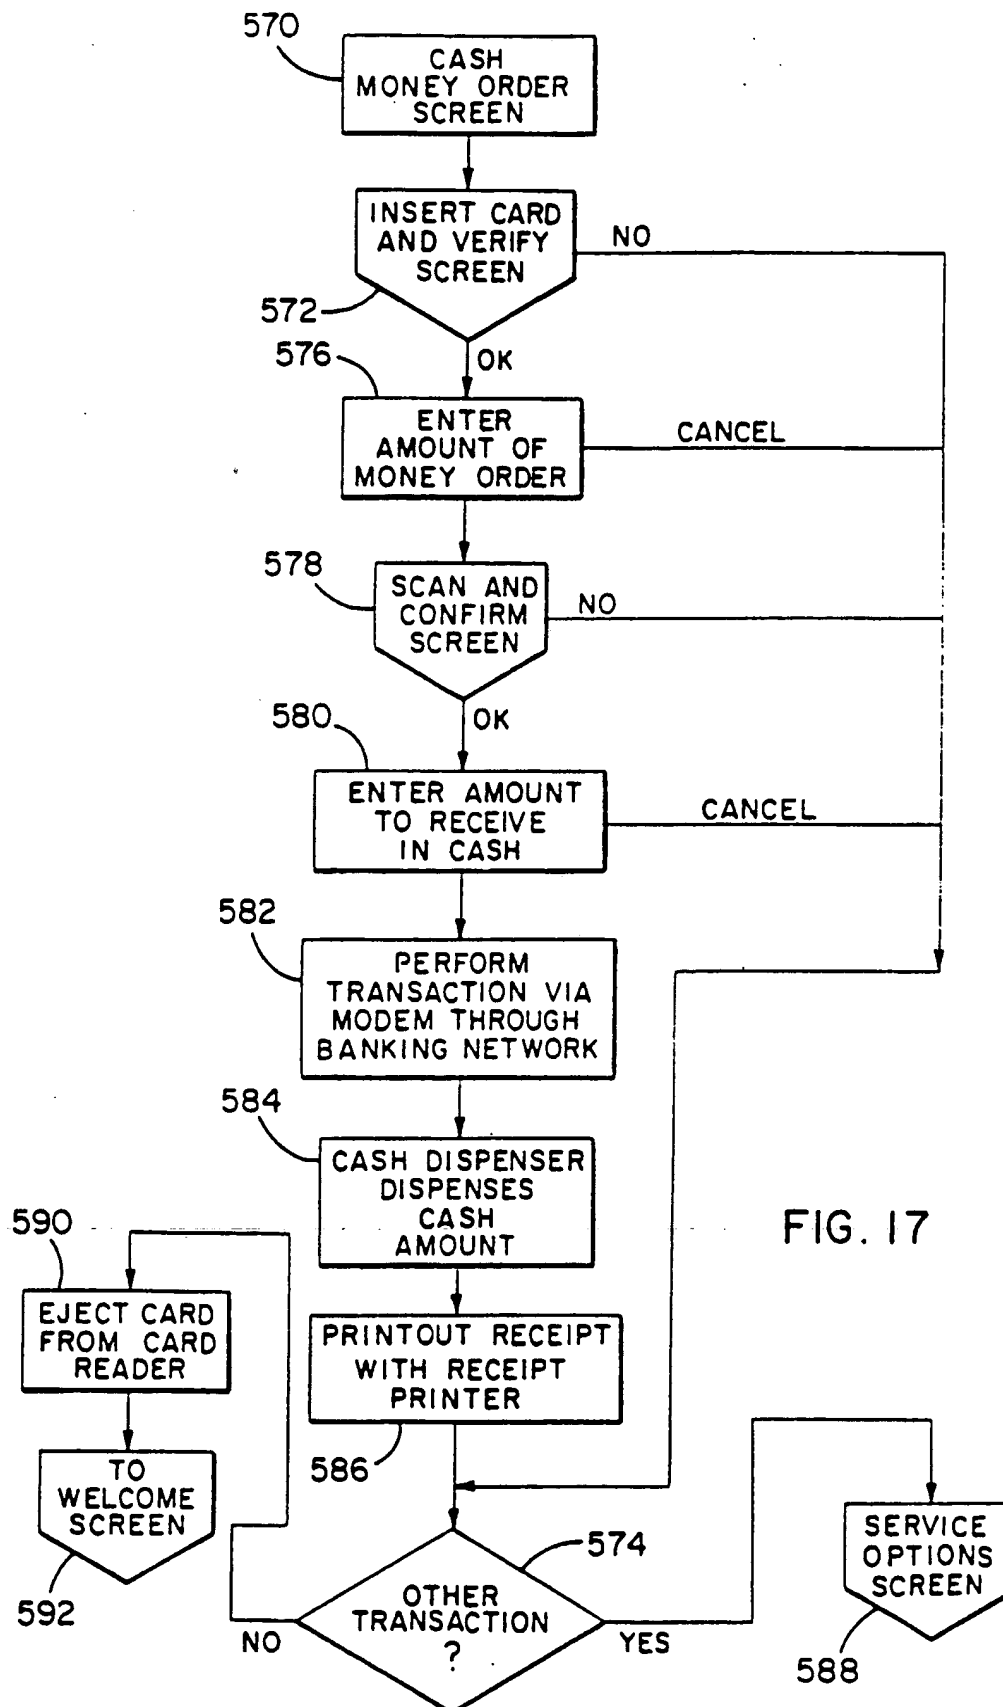 570
CASH
MONEY ORDER
SCREEN
INSERT CARD
AND VERIFY
SCREEN
NO
572
OK
576
ENTER
AMOUNT OF
MONEY ORDER
CANCEL
578
SCAN AND
CONFIRM
SCREEN
NO
OK
580
ENTER AMOUNT
TO RECEIVE
IN CASH
CANCEL
582
PERFORM
TRANSACTION VIA
MODEM THROUGH
BANKING NETWORK
584
CASH DISPENSER
DISPENSES
CASH
AMOUNT
FIG. 17
590
EJECT CARD
FROM CARD
READER
PRINTOUT RECEIPT
WITH RECEIPT
PRINTER
586
TO
WELCOME
SCREEN
592
574
OTHER
TRANSACTION
?
NO
YES
SERVICE
OPTIONS
SCREEN
588